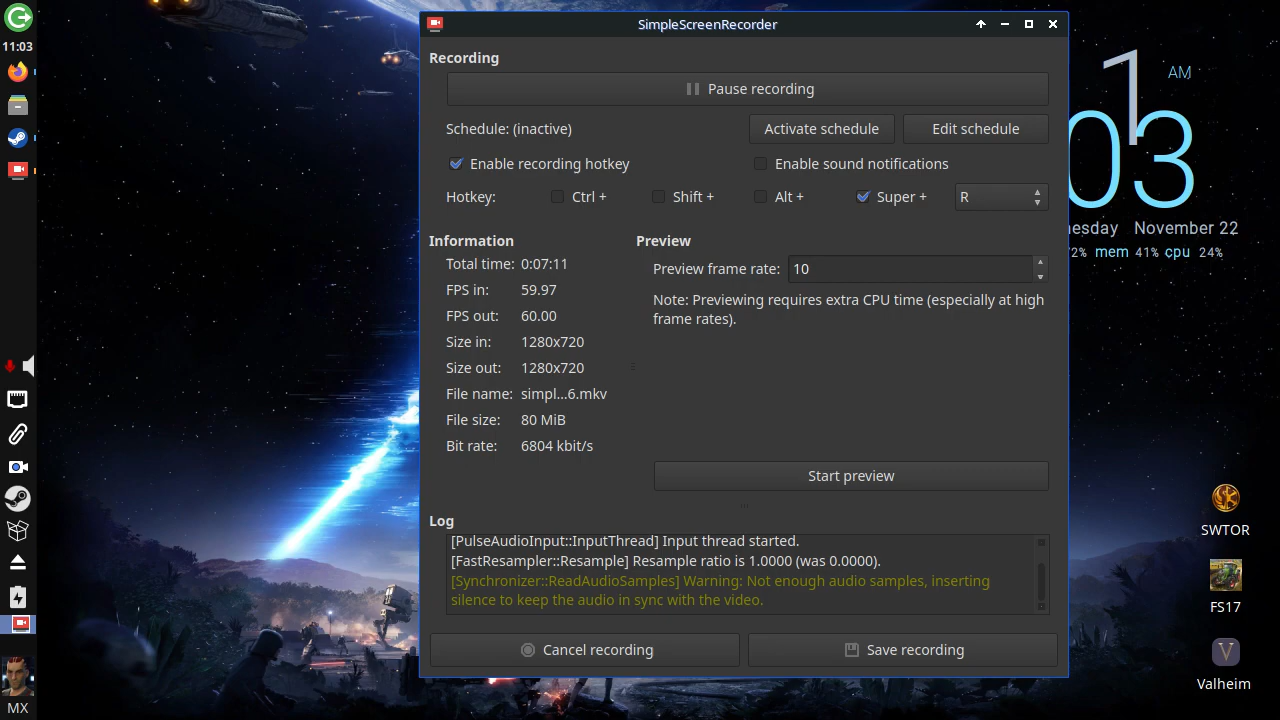 SimpleScreenRecorder
11:03
Recording
Pause recording
Schedule: (inactive)
Activate schedule
Edit schedule
Enable recording hotkey
Enable sound notifications
Hotkey:
Ctrl +
Shift +
Alt +
Super +
R
Information
Total time: 0:07:11
FPS in: 59.97
FPS out: 60.00
Size in: 1280x720
Size out: 1280x720
File name: simpl...6.mkv
File size: 80 MiB
Bit rate: 6804 kbit/s
Preview
Preview frame rate: 10
Note: Previewing requires extra CPU time (especially at high
frame rates).
Start preview
Log
[PulseAudioInput::InputThread] Input thread started.
[FastResampler::Resample] Resample ratio is 1.0000 (was 0.0000).
[Synchronizer::ReadAudioSamples] Warning: Not enough audio samples, inserting
silence to keep the audio in sync with the video.
Cancel recording
Save recording
1 AM
03
November 22
2% mem 41% cpu 24%
SWTOR
FS17
Valheim
V
MX